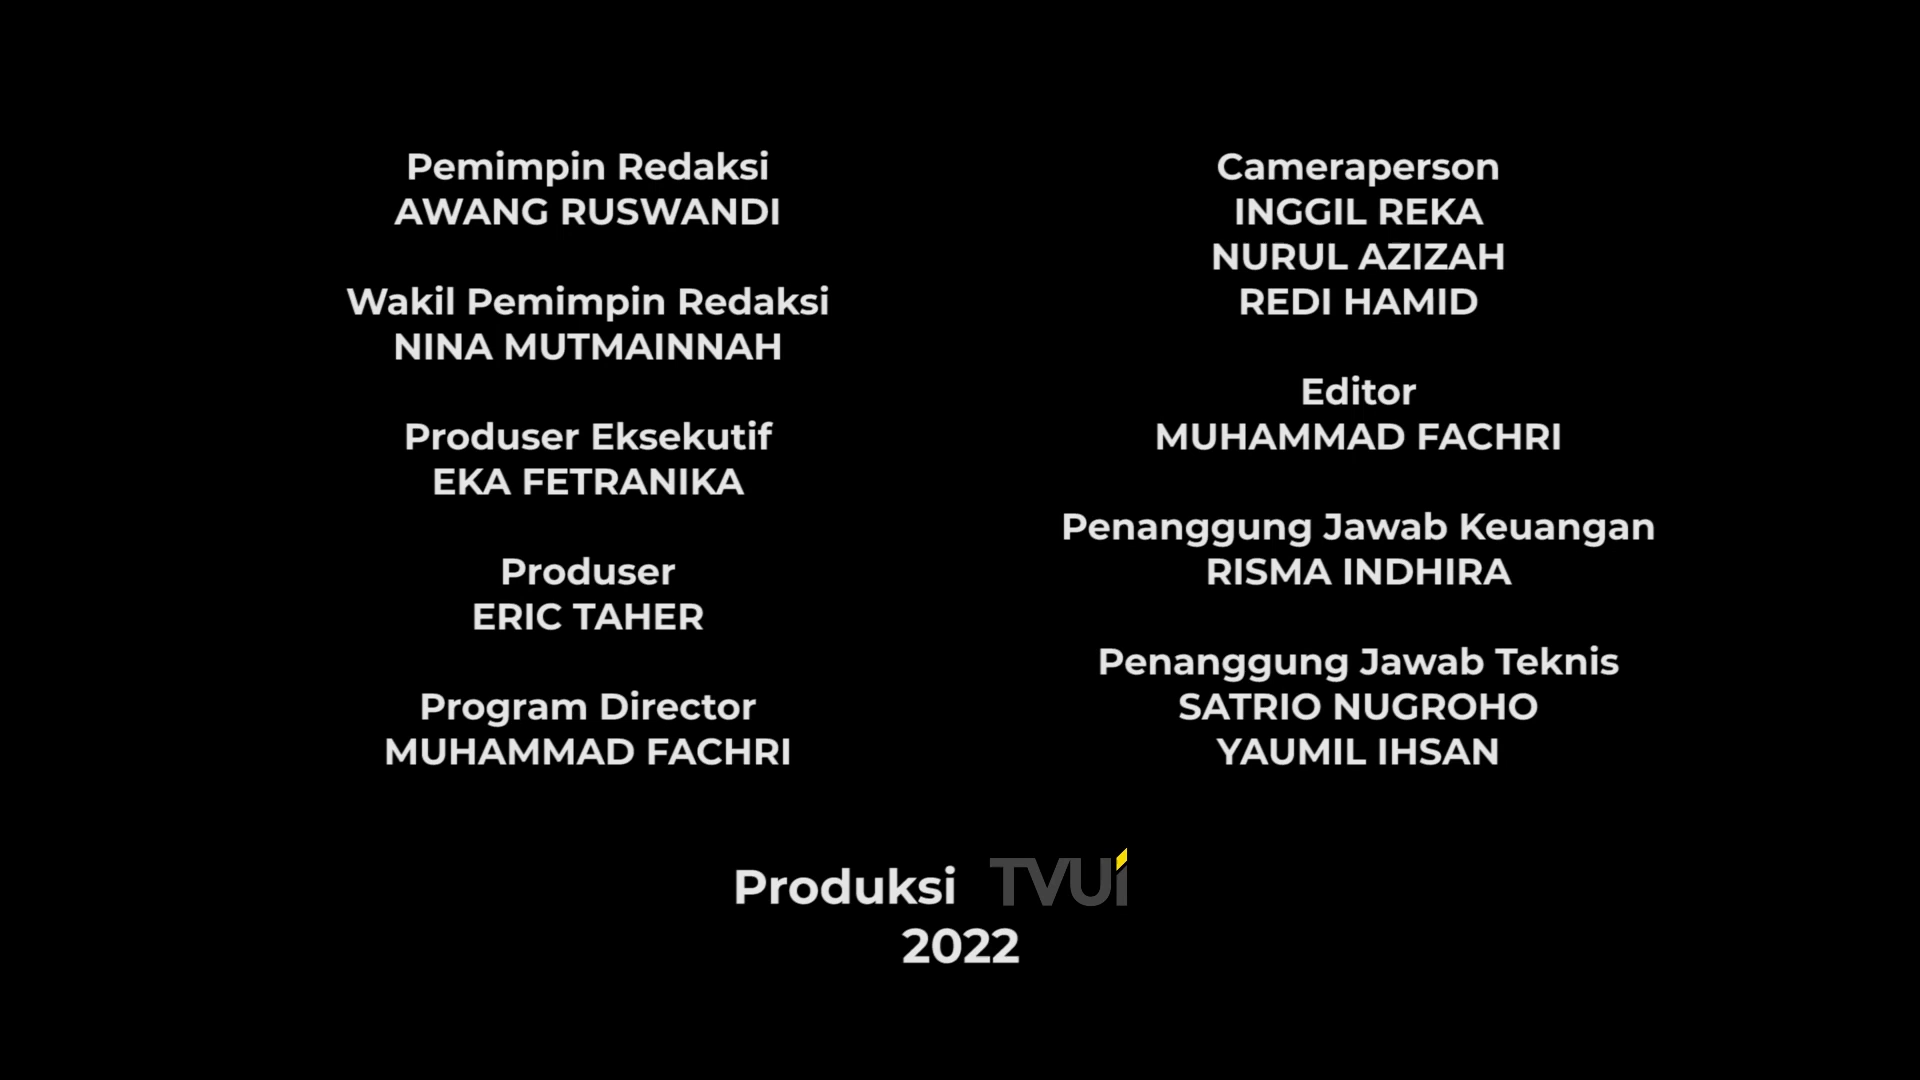 Pemimpin Redaksi
AWANG RUSWANDI
Wakil Pemimpin Redaksi
NINA MUTMAINNAH
Produser Eksekutif
EKA FETRANIKA
Produser
ERIC TAHER
Program Director
MUHAMMAD FACHRI
Cameraperson
INGGIL REKA
NURUL AZIZAH
REDI HAMID
Editor
MUHAMMAD FACHRI
Penanggung Jawab Keuangan
RISMA INDHIRA
Penanggung Jawab Teknis
SATRIO NUGROHO
YAUMIL IHSAN
Produksi TVUI
2022